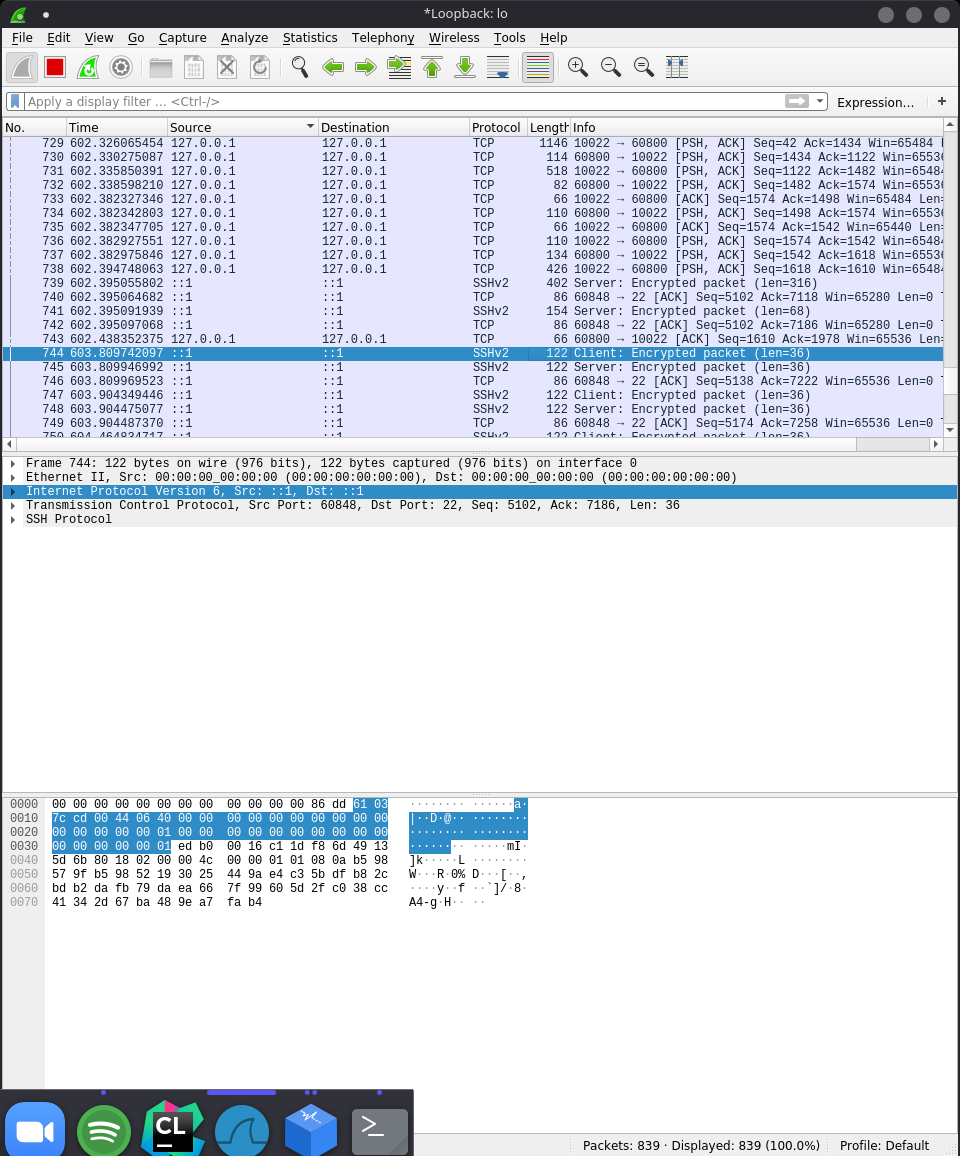 *Loopback: lo
File Edit View Go Capture Analyze Statistics Telephony Wireless Tools Help
Apply a display filter … <Ctrl-/> Expression… +
No. Time Source Destination Protocol Length Info
729 602.326065454 127.0.0.1 127.0.0.1 TCP 1146 10022 → 60800 [PSH, ACK] Seq=42 Ack=1434 Win=65484
730 602.330275087 127.0.0.1 127.0.0.1 TCP 114 60800 → 10022 [PSH, ACK] Seq=1434 Ack=1122 Win=6553
731 602.335850391 127.0.0.1 127.0.0.1 TCP 518 10022 → 60800 [PSH, ACK] Seq=1122 Ack=1482 Win=6548
732 602.338598210 127.0.0.1 127.0.0.1 TCP 82 60800 → 10022 [PSH, ACK] Seq=1482 Ack=1574 Win=6553
733 602.382327346 127.0.0.1 127.0.0.1 TCP 66 10022 → 60800 [ACK] Seq=1574 Ack=1498 Win=65484 Len=
734 602.382342803 127.0.0.1 127.0.0.1 TCP 110 60800 → 10022 [PSH, ACK] Seq=1498 Ack=1574 Win=6553
735 602.382347705 127.0.0.1 127.0.0.1 TCP 66 10022 → 60800 [ACK] Seq=1574 Ack=1542 Win=65440 Len=
736 602.382927551 127.0.0.1 127.0.0.1 TCP 110 10022 → 60800 [PSH, ACK] Seq=1574 Ack=1542 Win=6548
737 602.382975846 127.0.0.1 127.0.0.1 TCP 134 60800 → 10022 [PSH, ACK] Seq=1542 Ack=1618 Win=6553
738 602.394748063 127.0.0.1 127.0.0.1 TCP 426 10022 → 60800 [PSH, ACK] Seq=1618 Ack=1610 Win=6548
739 602.395055802 ::1 ::1 SSHv2 402 Server: Encrypted packet (len=316)
740 602.395064682 ::1 ::1 TCP 86 60848 → 22 [ACK] Seq=5102 Ack=7118 Win=65280 Len=0
741 602.395091939 ::1 ::1 SSHv2 154 Server: Encrypted packet (len=68)
742 602.395097068 ::1 ::1 TCP 86 60848 → 22 [ACK] Seq=5102 Ack=7186 Win=65280 Len=0
743 602.438352375 127.0.0.1 127.0.0.1 TCP 66 60800 → 10022 [ACK] Seq=1610 Ack=1978 Win=65536 Len=
744 603.809742097 ::1 ::1 SSHv2 122 Client: Encrypted packet (len=36)
745 603.809946992 ::1 ::1 SSHv2 122 Server: Encrypted packet (len=36)
746 603.809969523 ::1 ::1 TCP 86 60848 → 22 [ACK] Seq=5138 Ack=7222 Win=65536 Len=0
747 603.904349446 ::1 ::1 SSHv2 122 Client: Encrypted packet (len=36)
748 603.904475077 ::1 ::1 SSHv2 122 Server: Encrypted packet (len=36)
749 603.904487370 ::1 ::1 TCP 86 60848 → 22 [ACK] Seq=5174 Ack=7258 Win=65536 Len=0
750 604.464834717 ::1 ::1 SSHv2 122 Client: Encrypted packet (len=36)
Frame 744: 122 bytes on wire (976 bits), 122 bytes captured (976 bits) on interface 0
Ethernet II, Src: 00:00:00_00:00:00 (00:00:00:00:00:00), Dst: 00:00:00_00:00:00 (00:00:00:00:00:00)
Internet Protocol Version 6, Src: ::1, Dst: ::1
Transmission Control Protocol, Src Port: 60848, Dst Port: 22, Seq: 5102, Ack: 7186, Len: 36
SSH Protocol
0000 00 00 00 00 00 00 00 00 00 00 00 00 86 dd 61 03 ········ ······a·
0010 7c cd 00 44 06 40 00 00 00 00 00 00 00 00 00 00 |··D·@·· ········
0020 00 00 00 00 00 01 00 00 00 00 00 00 00 00 00 00 ········ ········
0030 00 00 00 00 00 01 ed b0 00 16 c1 1d f8 6d 49 13 ········ ·····mI·
0040 5d 6b 80 18 02 00 00 4c 00 00 01 01 08 0a b5 98 ]k·····L ········
0050 57 9f b5 98 52 19 30 25 44 9a e4 c3 5b df b8 2c W···R·0% D···[··,
0060 bd b2 da fb 79 da ea 66 7f 99 60 5d 2f c0 38 cc ····y··f ··`]/·8·
0070 41 34 2d 67 ba 48 9e a7 fa b4 A4-g·H·· ··
CL
Packets: 839 · Displayed: 839 (100.0%) Profile: Default